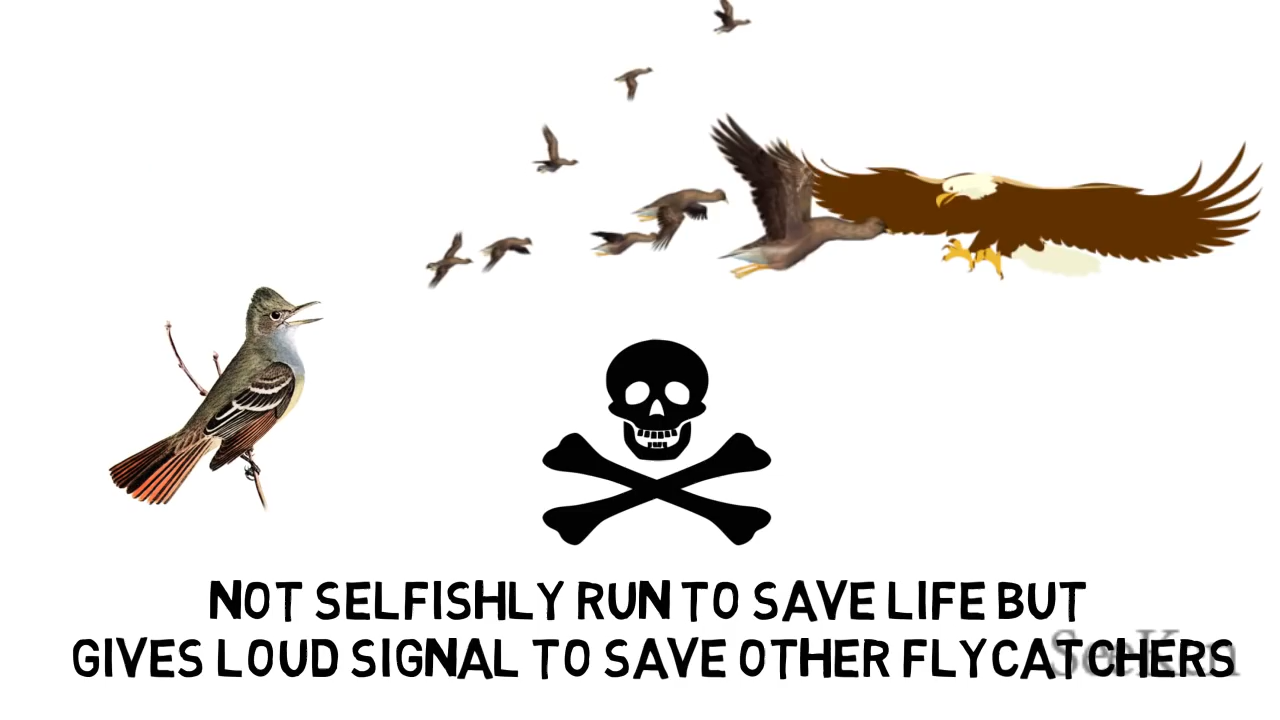 NOT SELFISHLY RUN TO SAVE LIFE BUT
GIVES LOUD SIGNAL TO SAVE OTHER FLYCATCHERS